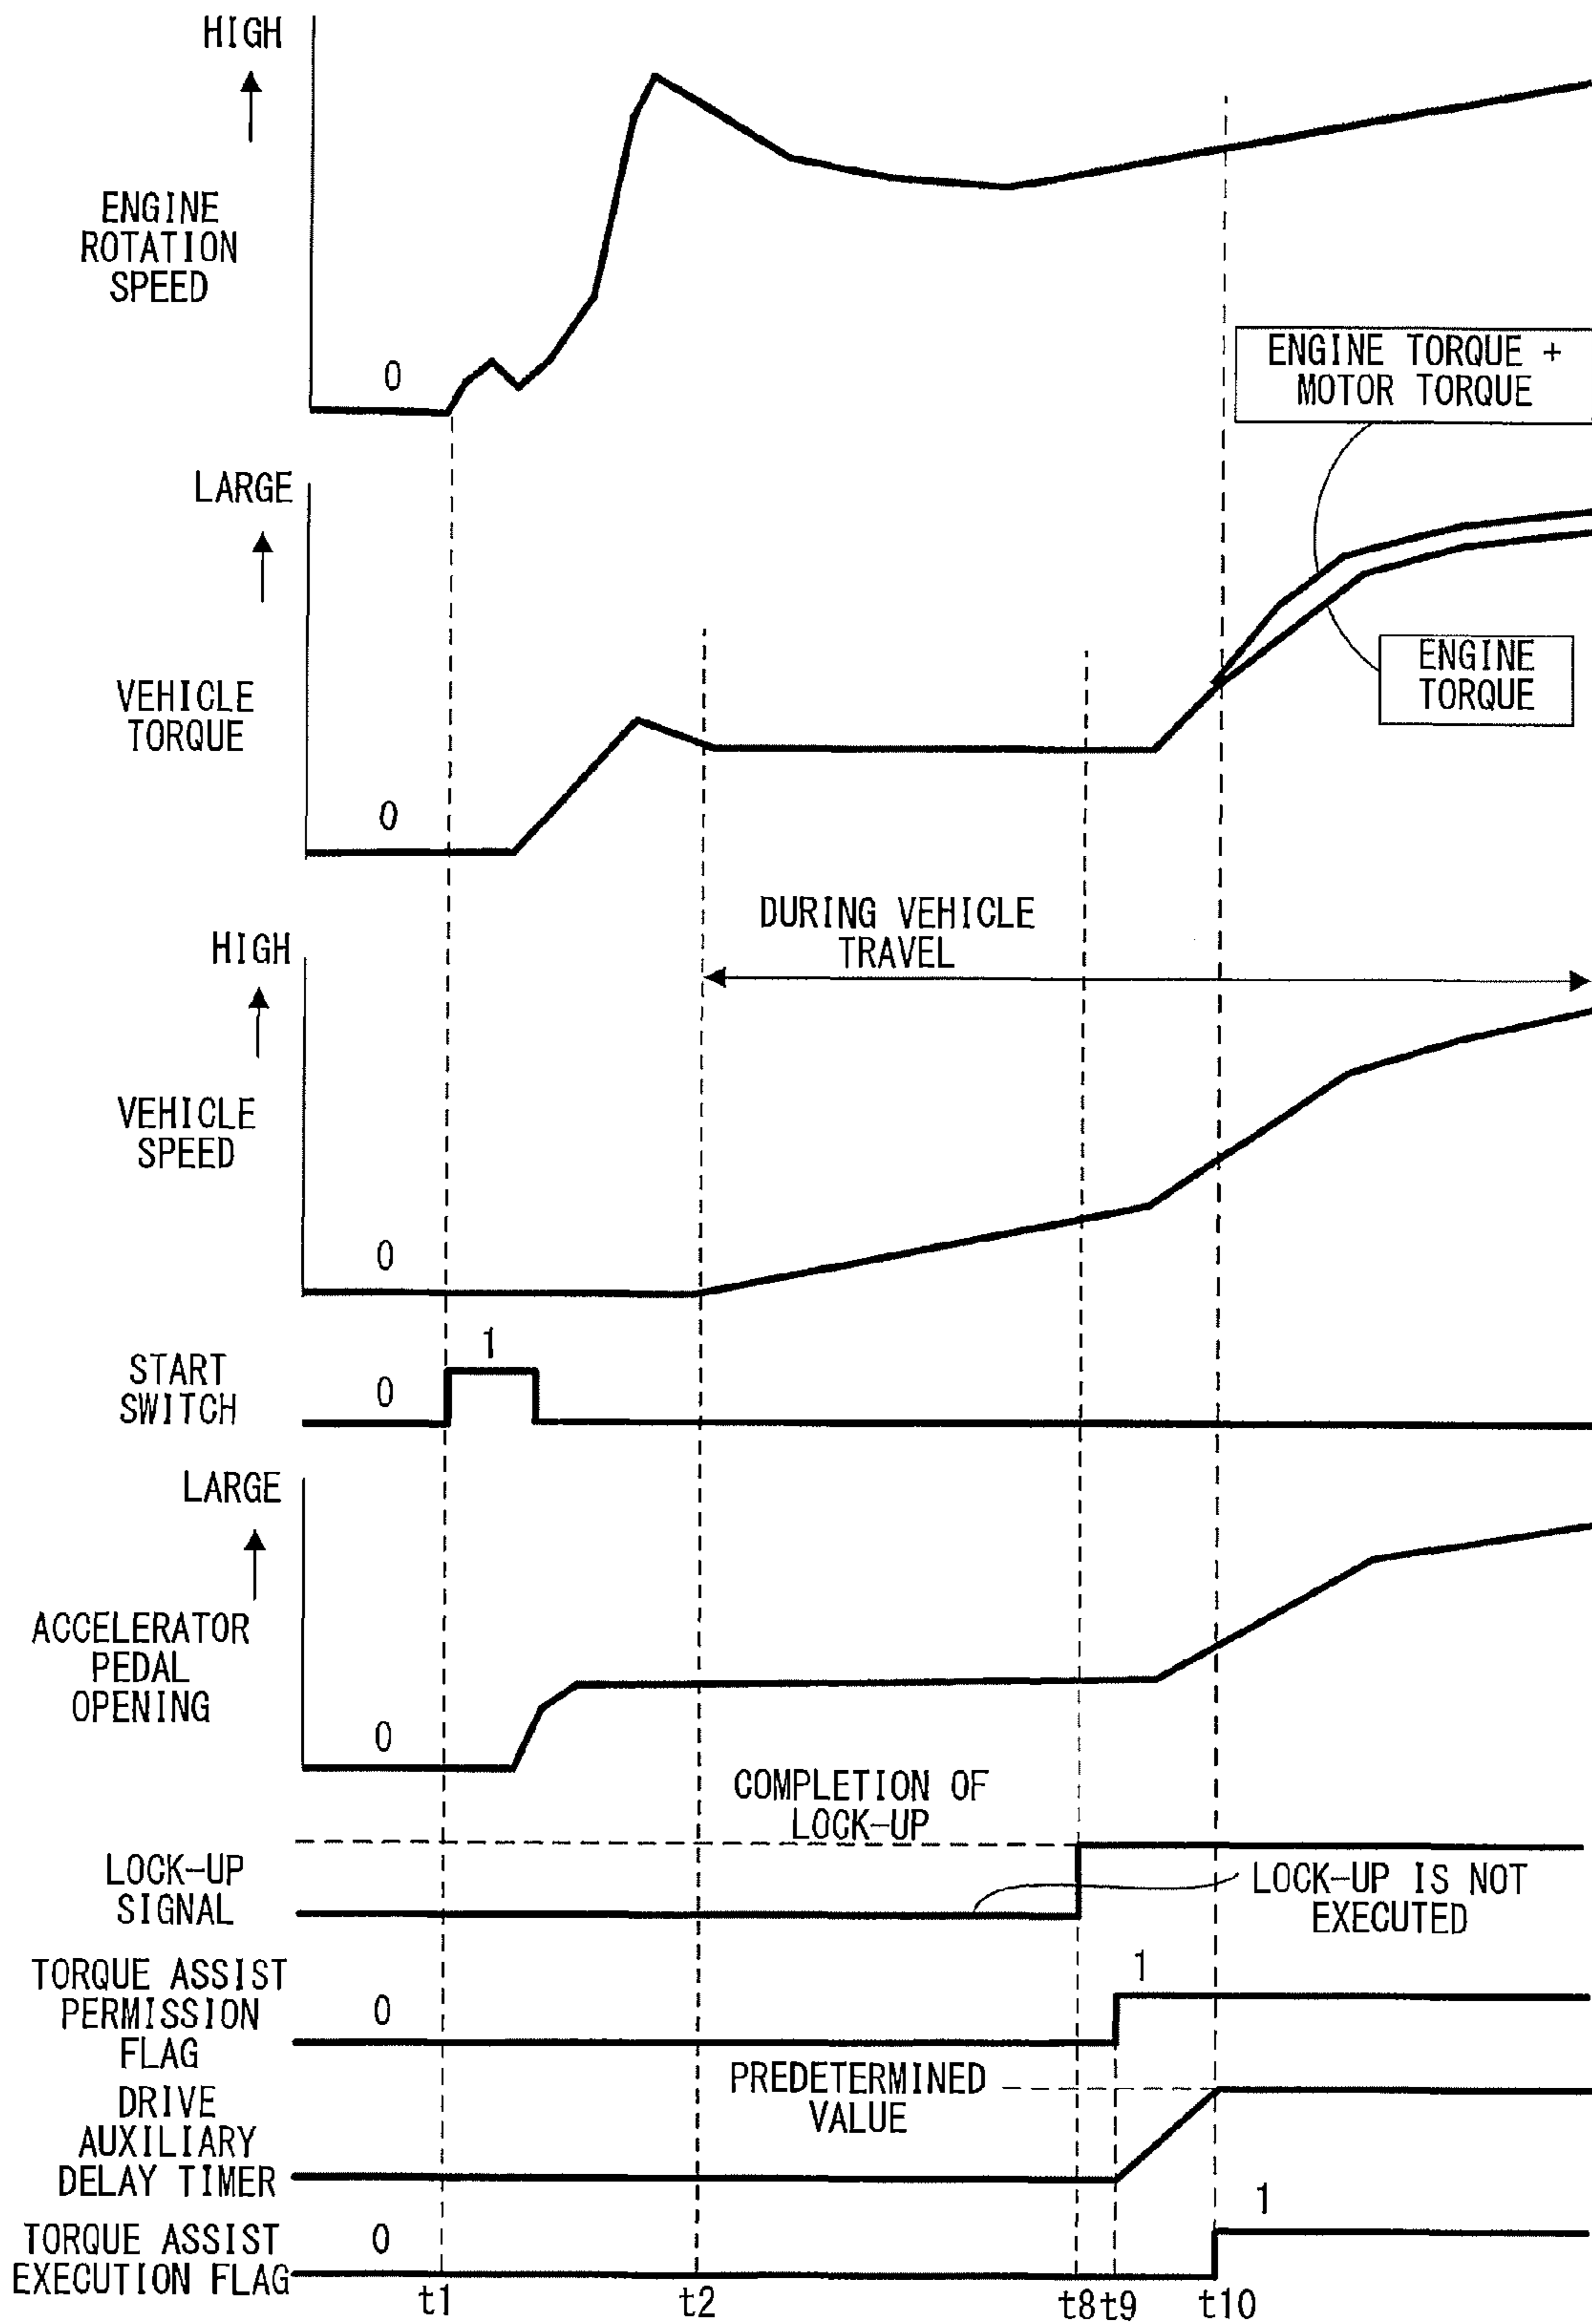 HIGH
ENGINE
ROTATION
SPEED
0
ENGINE TORQUE +
MOTOR TORQUE
LARGE
VEHICLE
TORQUE
0
ENGINE
TORQUE
DURING VEHICLE
TRAVEL
HIGH
VEHICLE
SPEED
0
START
SWITCH
0
1
LARGE
ACCELERATOR
PEDAL
OPENING
0
COMPLETION OF
LOCK-UP
LOCK-UP
SIGNAL
LOCK-UP IS NOT
EXECUTED
TORQUE ASSIST
PERMISSION
FLAG
0
1
PREDETERMINED
VALUE
DRIVE
AUXILIARY
DELAY TIMER
TORQUE ASSIST
EXECUTION FLAG
0
1
t1
t2
t8
t9
t10